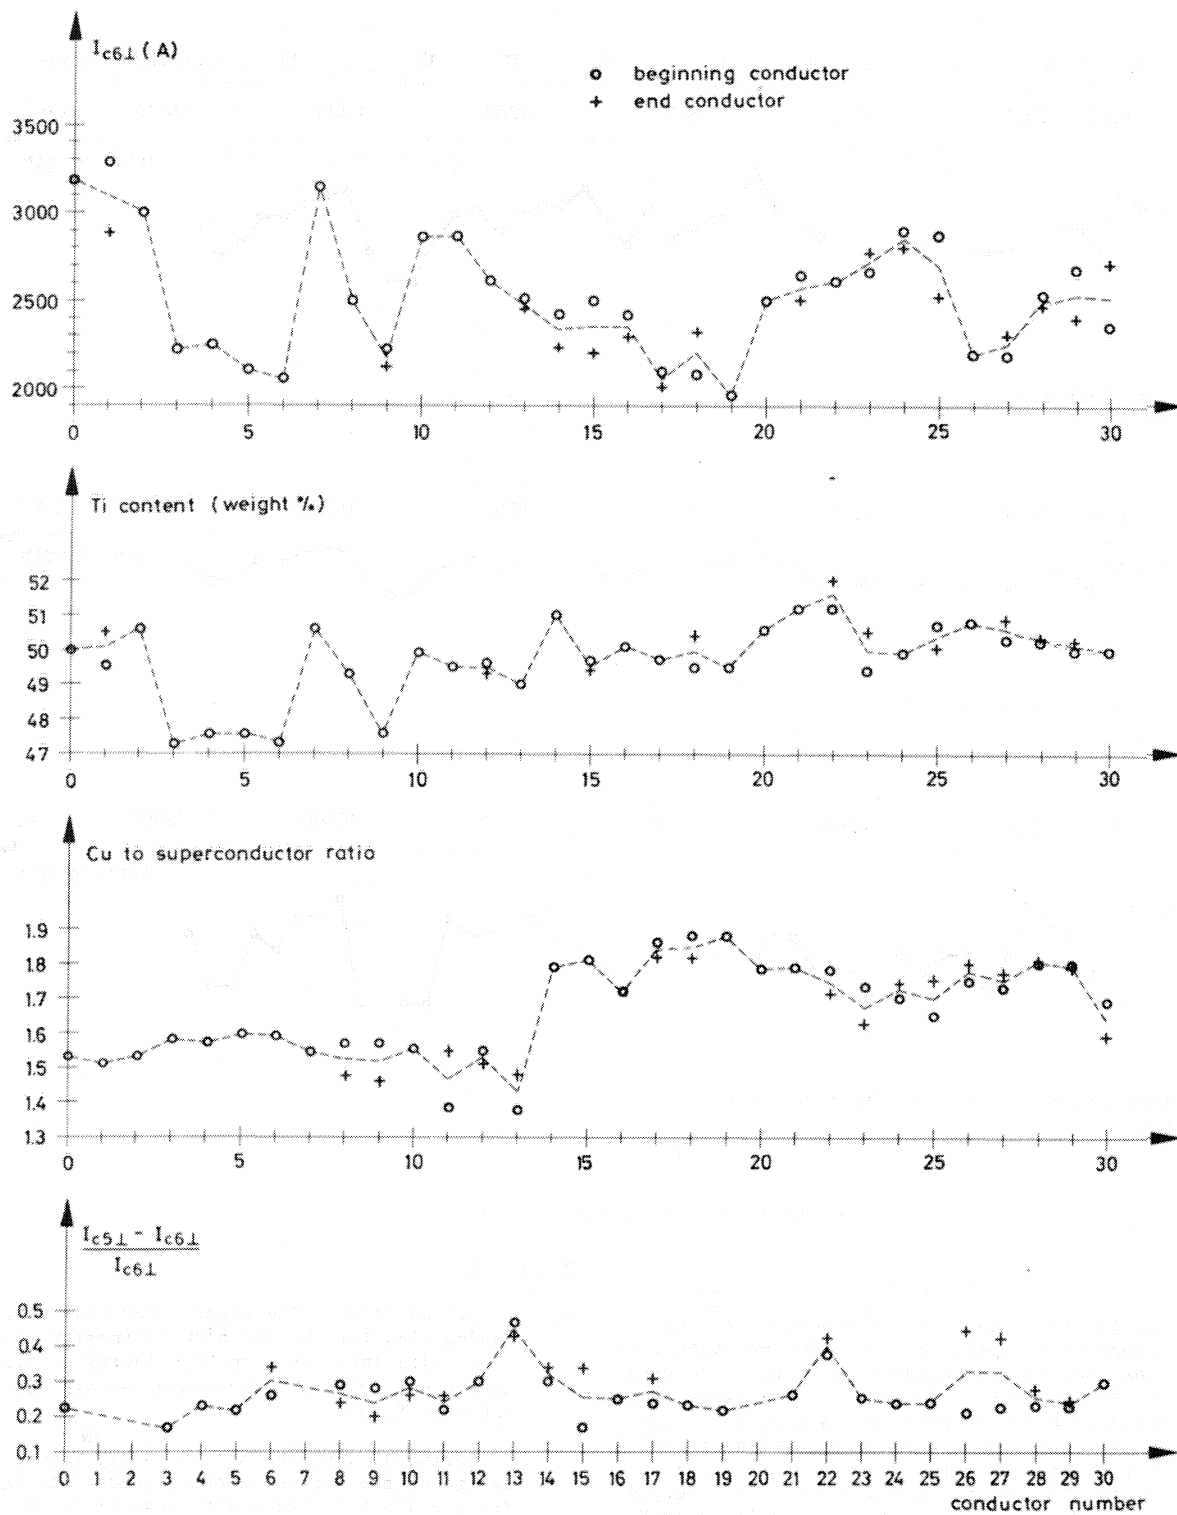 I_c6⊥ (A)
o beginning conductor
+ end conductor
3500
3000
2500
2000
0 5 10 15 20 25 30
Ti content (weight %)
52
51
50
49
48
47
0 5 10 15 20 25 30
Cu to superconductor ratio
1.9
1.8
1.7
1.6
1.5
1.4
1.3
0 5 10 15 20 25 30
I_c5⊥ - I_c6⊥
I_c6⊥
0.5
0.4
0.3
0.2
0.1
0 1 2 3 4 5 6 7 8 9 10 11 12 13 14 15 16 17 18 19 20 21 22 23 24 25 26 27 28 29 30
conductor number